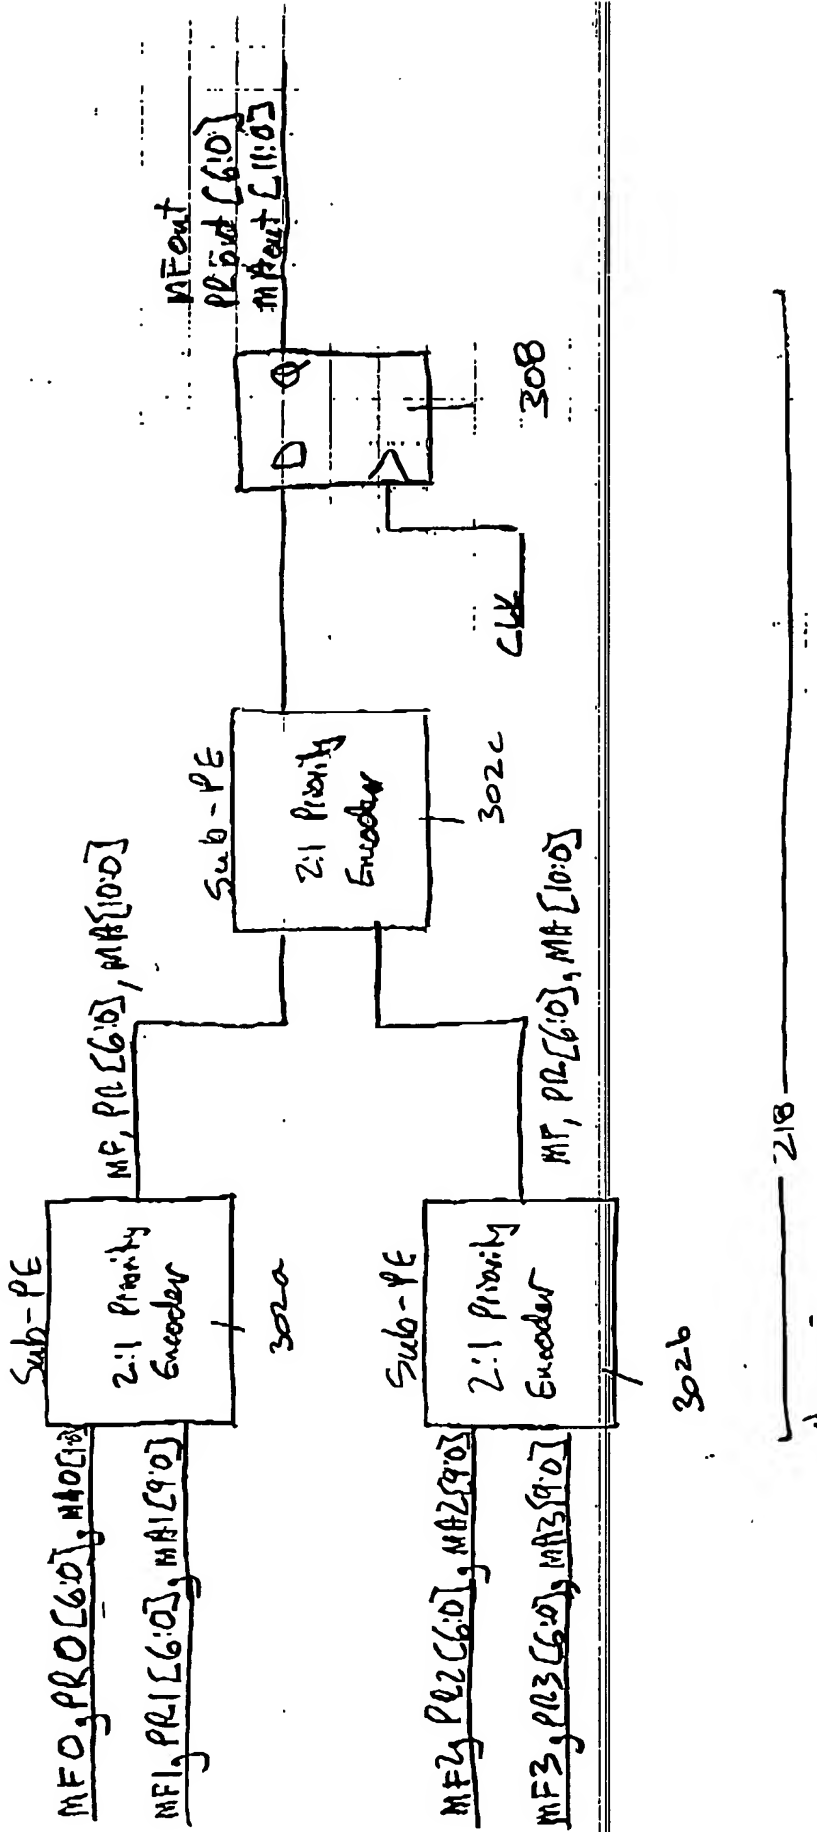 MF0, PR0[6:0], MA0[9:0]
MF1, PR1[6:0], MA1[9:0]
Sub-PE
2:1 Priority
Encoder
302a
MF2, PR2[6:0], MA2[9:0]
MF3, PR3[6:0], MA3[9:0]
Sub-PE
2:1 Priority
Encoder
302b
MF, PR[6:0], MA[10:0]
MF, PR[6:0], MA[10:0]
Sub-PE
2:1 Priority
Encoder
302c
D Q
CLK
308
MFout
PRout[6:0]
MAout[11:0]
218